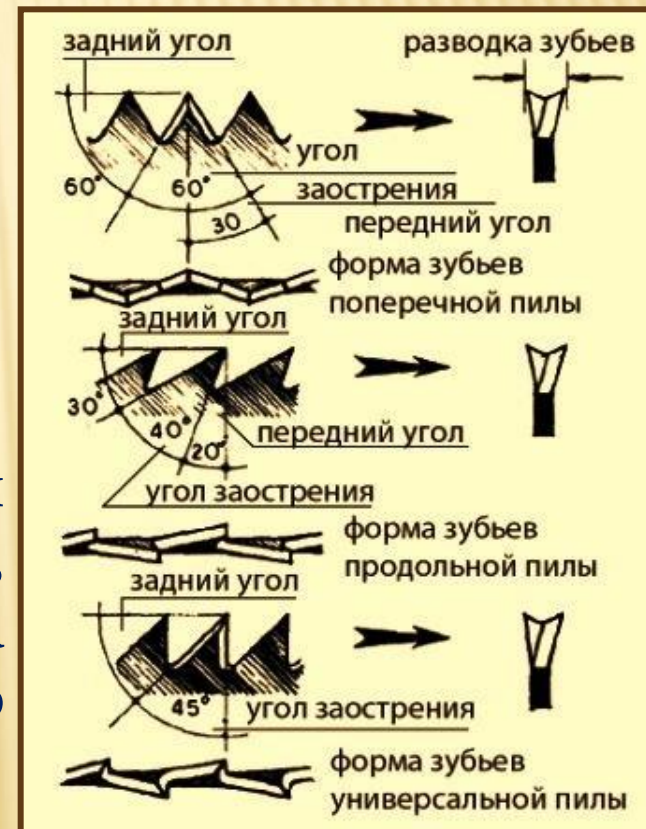 задний угол
разводка зубьев
60°
60°
30
угол
заострения
передний угол
форма зубьев
поперечной пилы
задний угол
30°
40°
20°
передний угол
угол заострения
форма зубьев
продольной пилы
задний угол
45°
угол заострения
форма зубьев
универсальной пилы